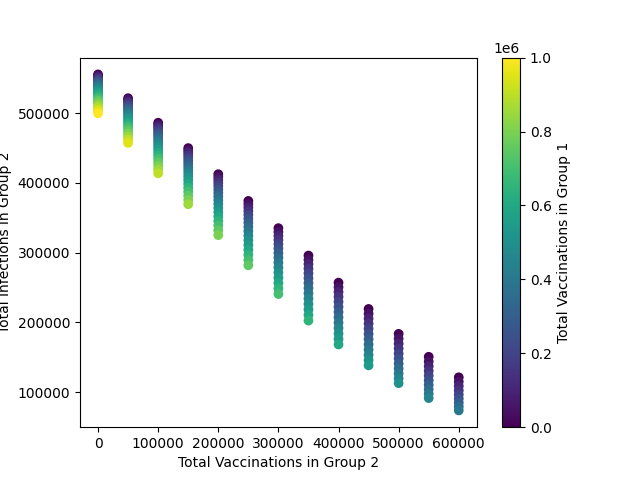 1e6
1.0
0.8
0.6
0.4
0.2
0.0
Total Vaccinations in Group 1
500000
400000
300000
200000
100000
Infections in Group 2
0 100000 200000 300000 400000 500000 600000
Total Vaccinations in Group 2